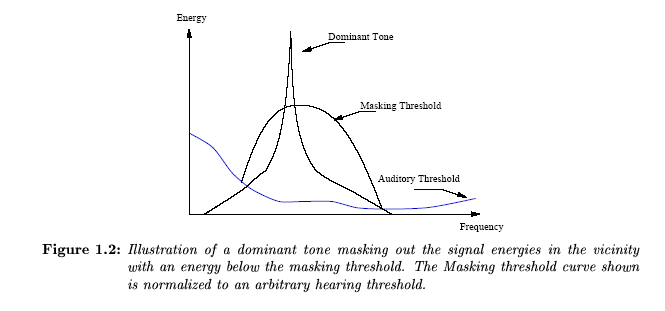 Energy
Dominant Tone
Masking Threshold
Auditory Threshold
Frequency
Figure 1.2: Illustration of a dominant tone masking out the signal energies in the vicinity
with an energy below the masking threshold. The Masking threshold curve shown
is normalized to an arbitrary hearing threshold.